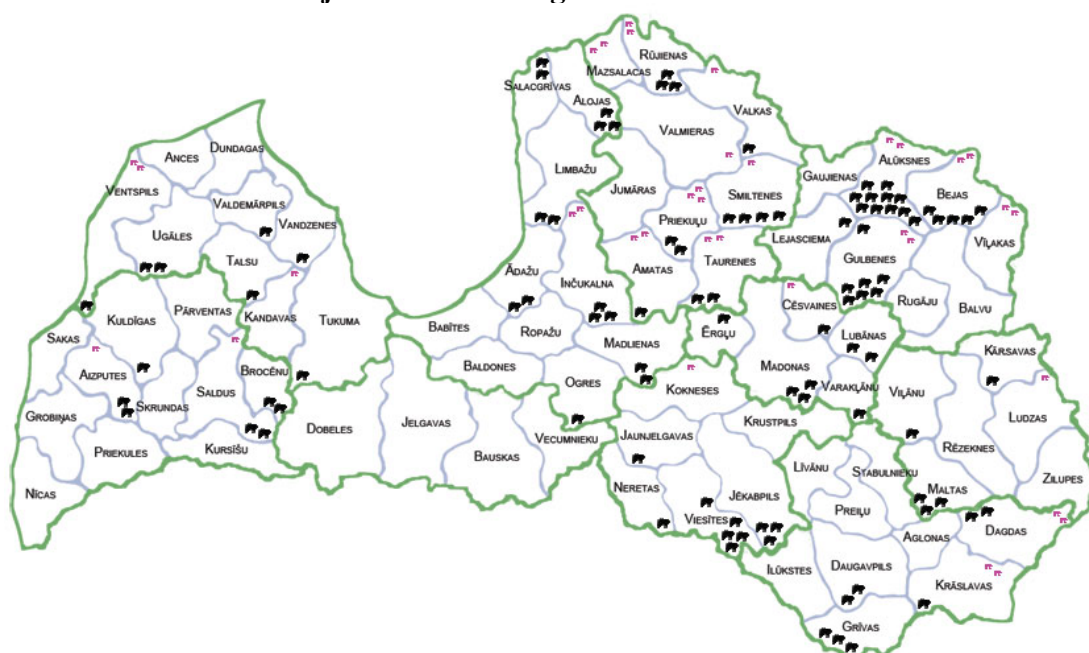 RŪJIENAS
MAZSALACAS
SALACGRĪVAS
ALOJAS
VALKAS
VALMIERAS
DUNDAGAS
ANCES
VENTSPILS
LIMBAŽU
GAUJIENAS
ALŪKSNES
BEJAS
JUMĀRAS
SMILTENES
VALDEMĀRPILS
VANDZENES
PRIEKUĻU
UGĀLES
LEJASCIEMA
VĪĻAKAS
TALSU
ĀDAŽU
INČUKALNA
AMATAS
TAURENES
GULBENES
RUGĀJU
BALVU
PĀRVENTAS
KANDAVAS
TUKUMA
CĒSVAINES
KULDĪGAS
BABĪTES
ROPAŽU
ĒRGĻU
LUBĀNAS
SAKAS
MADLIENAS
KĀRSAVAS
BALDONES
AIZPUTES
BROCĒNU
MADONAS
VARAKĻĀNU
SALDUS
OGRES
KOKNESES
VIĻĀNU
SKRUNDAS
GROBIŅAS
DOBELES
JELGAVAS
KRUSTPILS
LUDZAS
VECUMNIEKU
JAUNJELGAVAS
KURSĪŠU
PRIEKULES
BAUSKAS
RĒZEKNES
LĪVĀNU
STABULNIEKU
ZILUPES
NĪCAS
NERETAS
JĒKABPILS
MALTAS
VIESĪTES
PREIĻU
DAGDAS
AGLONAS
ILŪKSTES
DAUGAVPILS
KRĀSLAVAS
GRĪVAS